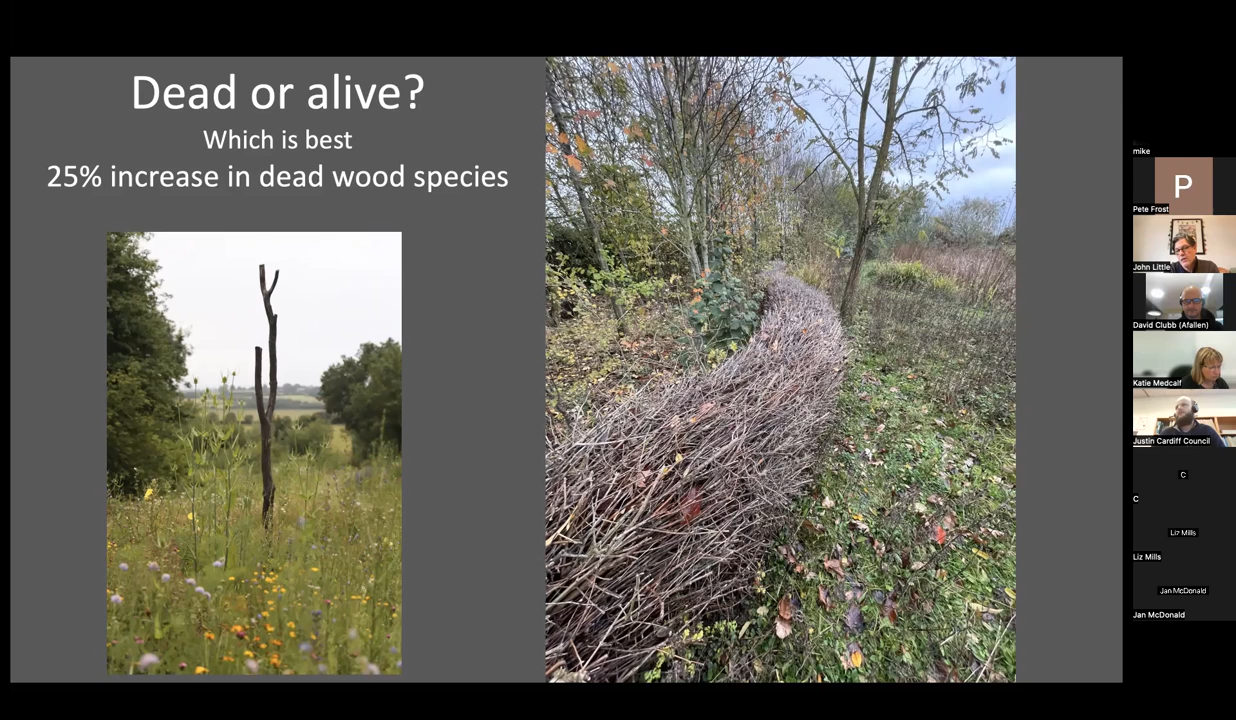 Dead or alive?
Which is best
25% increase in dead wood species
mike
P
Pete Frost
John Little
David Clubb (Afallen)
Katie Medcalf
Justin Cardiff Council
C
C
Liz Mills
Liz Mills
Jan McDonald
Jan McDonald